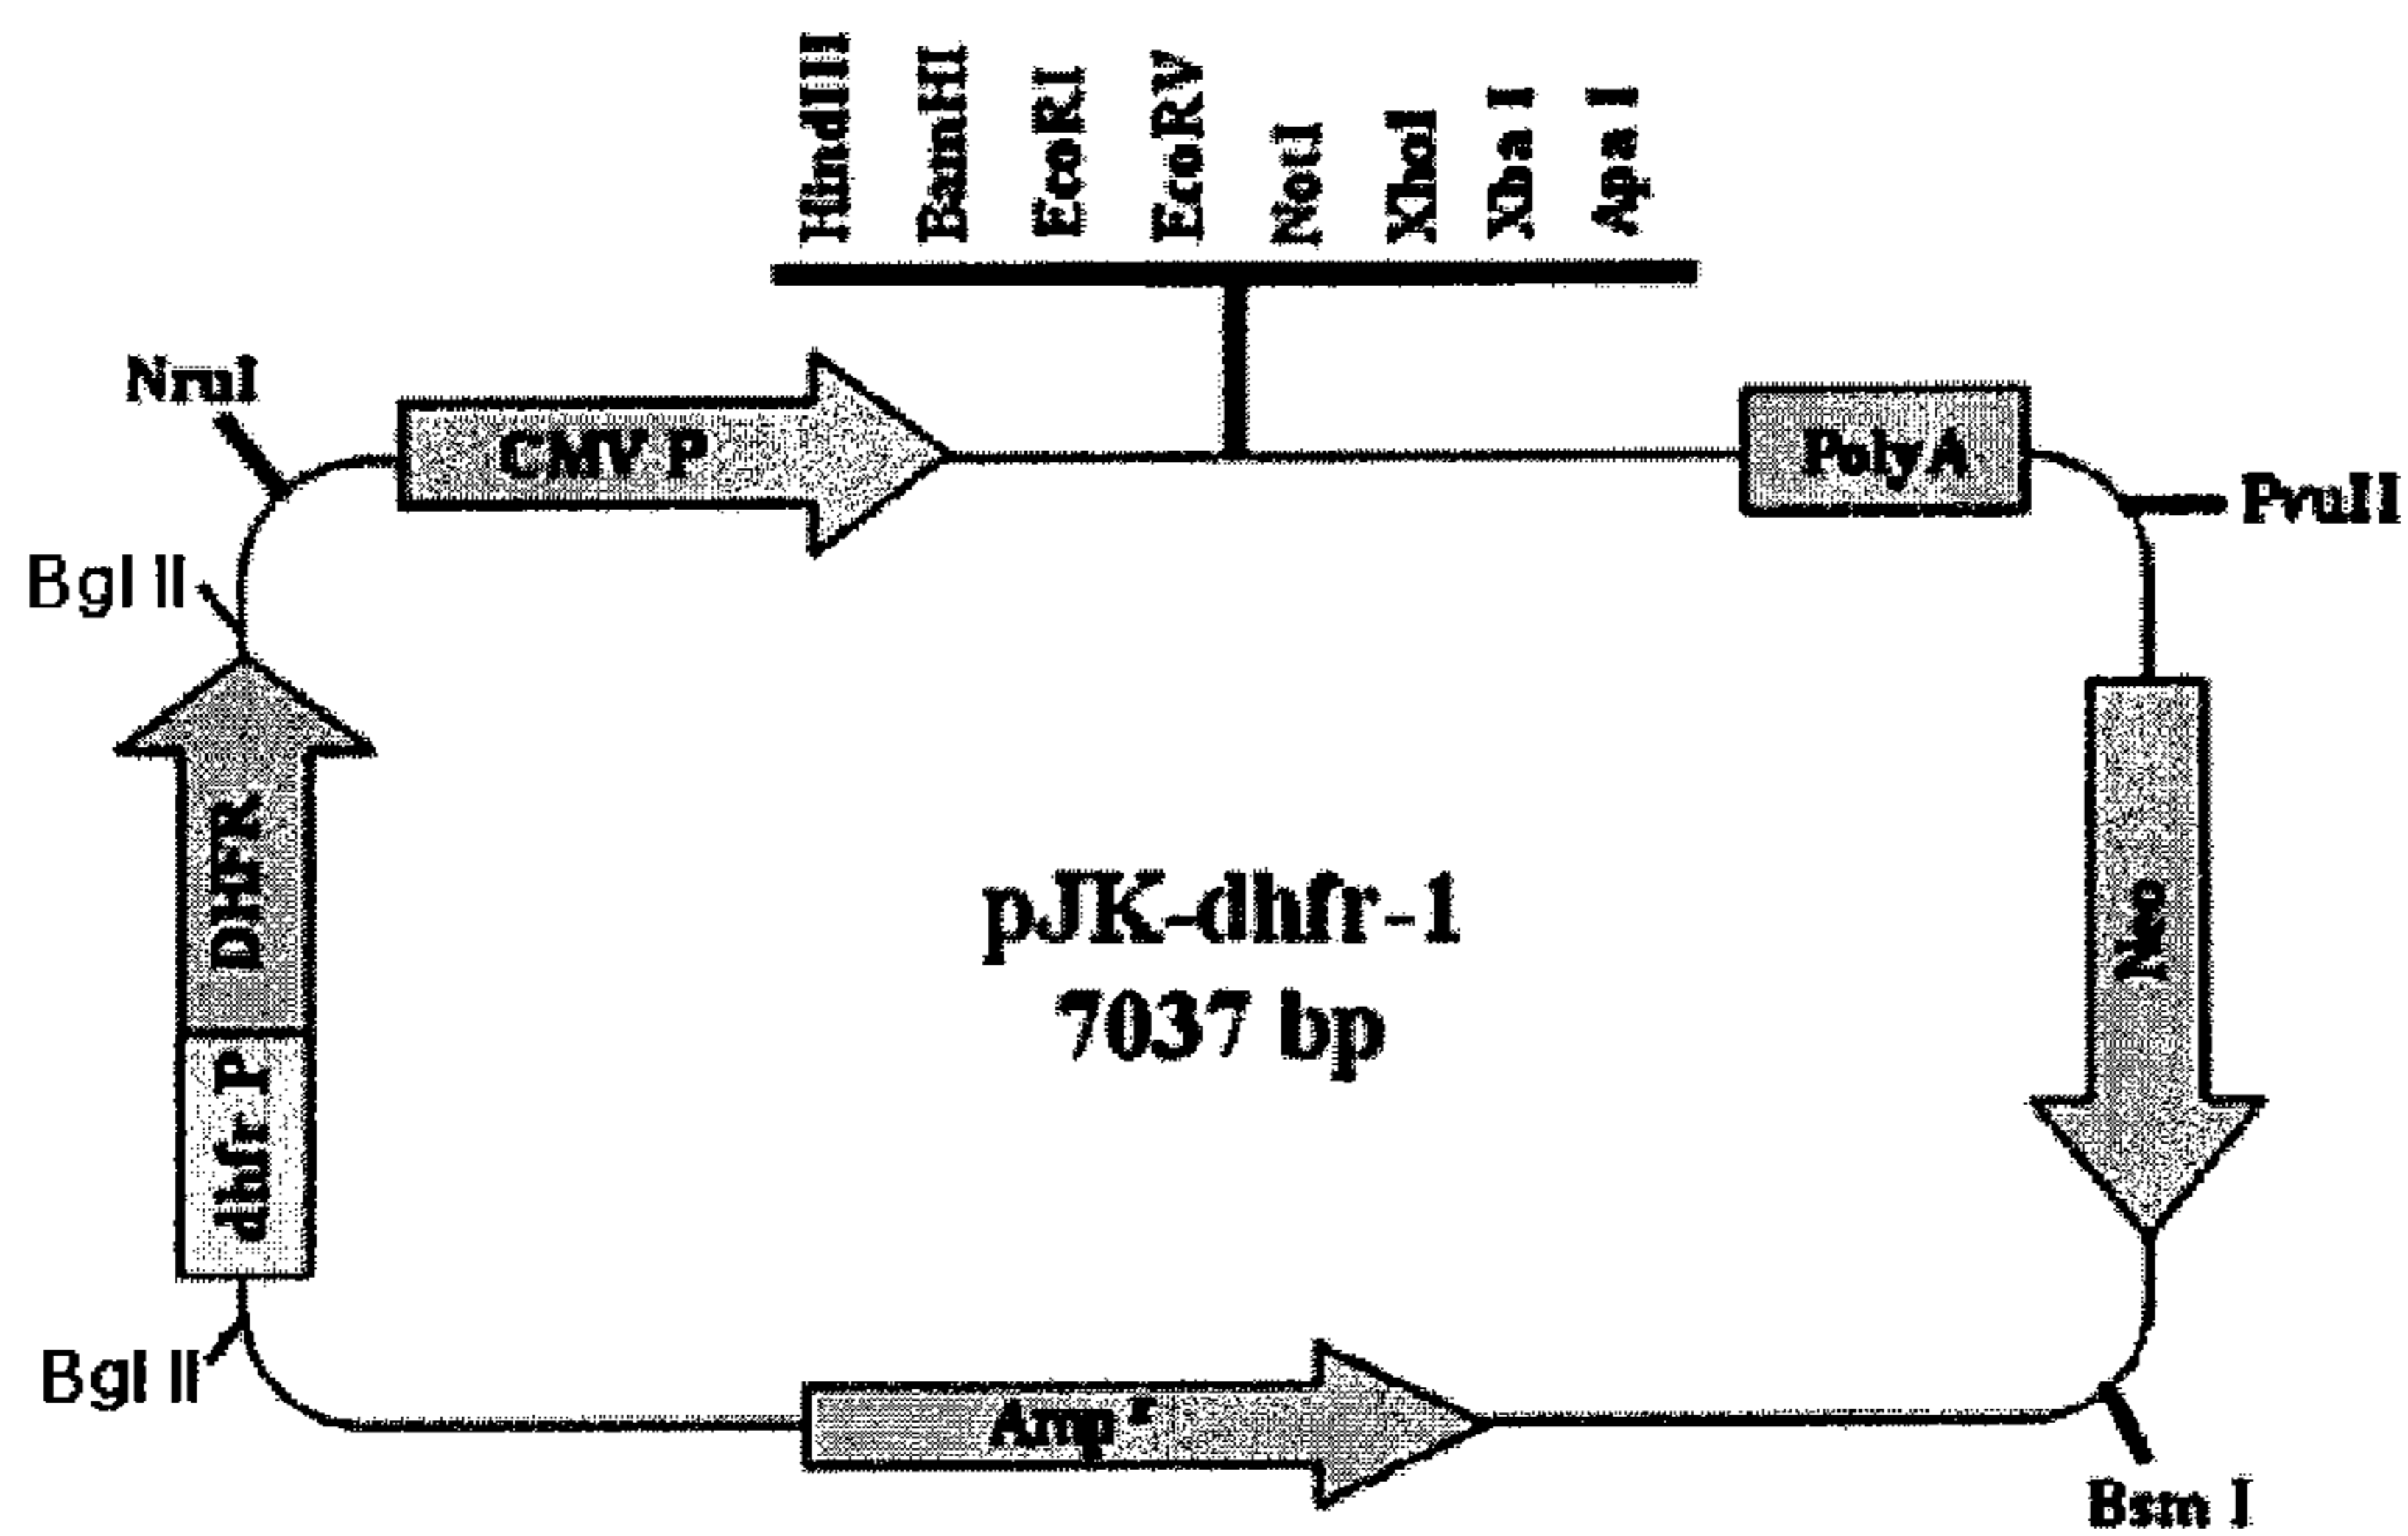 HindIII
BamHI
EcoRI
EcoRV
NotI
XhoI
Xba I
Apa I
NruI
CMV P
PolyA
PvuII
Bgl II
DHFR
dhfr P
Neo
pJK-dhfr-1
7037 bp
Bgl II
Amp r
Bsm I